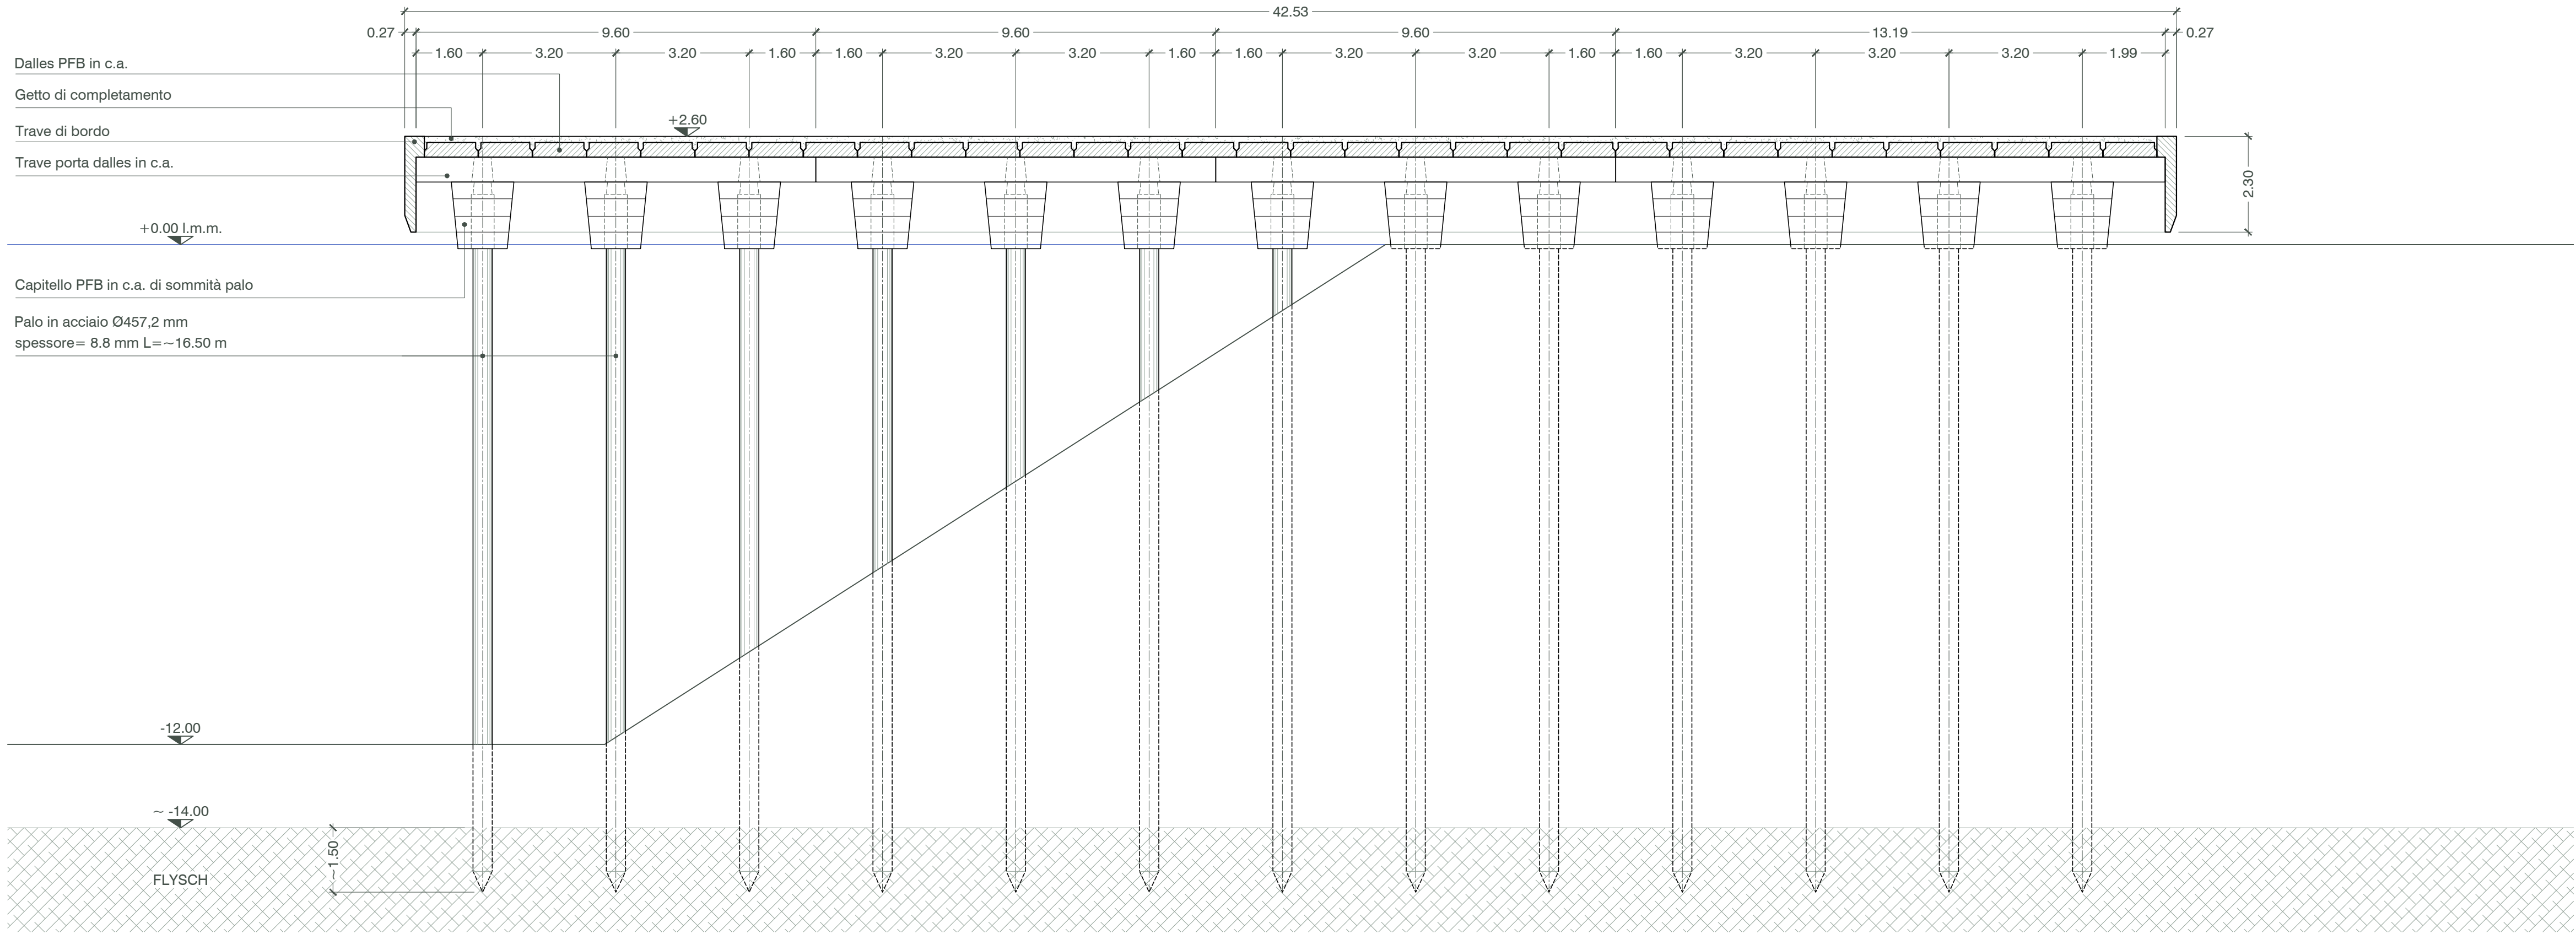 42.53
0.27 9.60 9.60 9.60 13.19 0.27
1.60 3.20 3.20 1.60 1.60 3.20 3.20 1.60 1.60 3.20 3.20 1.60 1.60 3.20 3.20 3.20 1.99
Dalles PFB in c.a.
Getto di completamento
Trave di bordo
Trave porta dalles in c.a.
+2.60
2.30
+0.00 l.m.m.
Capitello PFB in c.a. di sommità palo
Palo in acciaio Ø457,2 mm
spessore= 8.8 mm L=~16.50 m
-12.00
~ -14.00
~1.50
FLYSCH